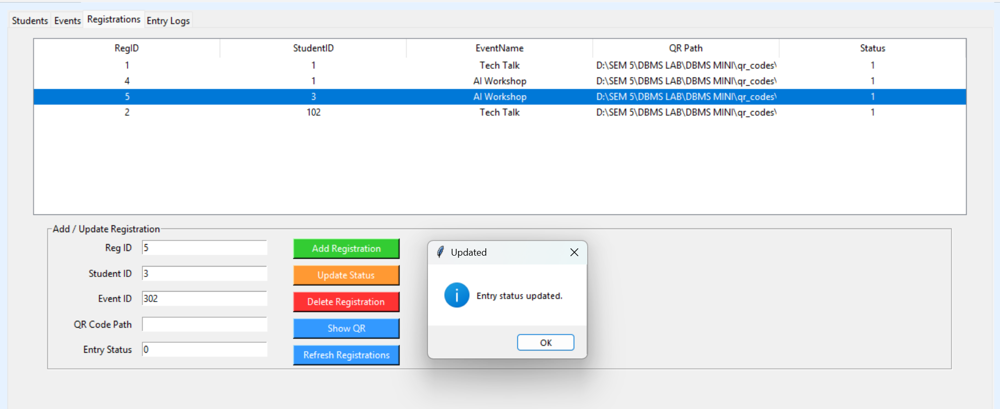 Students Events Registrations Entry Logs
RegID StudentID EventName QR Path Status
1 1 Tech Talk D:\SEM 5\DBMS LAB\DBMS MINI\qr_codes\ 1
4 1 AI Workshop D:\SEM 5\DBMS LAB\DBMS MINI\qr_codes\ 1
5 3 AI Workshop D:\SEM 5\DBMS LAB\DBMS MINI\qr_codes\ 1
2 102 Tech Talk D:\SEM 5\DBMS LAB\DBMS MINI\qr_codes\ 1
Add / Update Registration
Reg ID 5
Student ID 3
Event ID 302
QR Code Path
Entry Status 0
Add Registration
Update Status
Delete Registration
Show QR
Refresh Registrations
Updated
Entry status updated.
OK